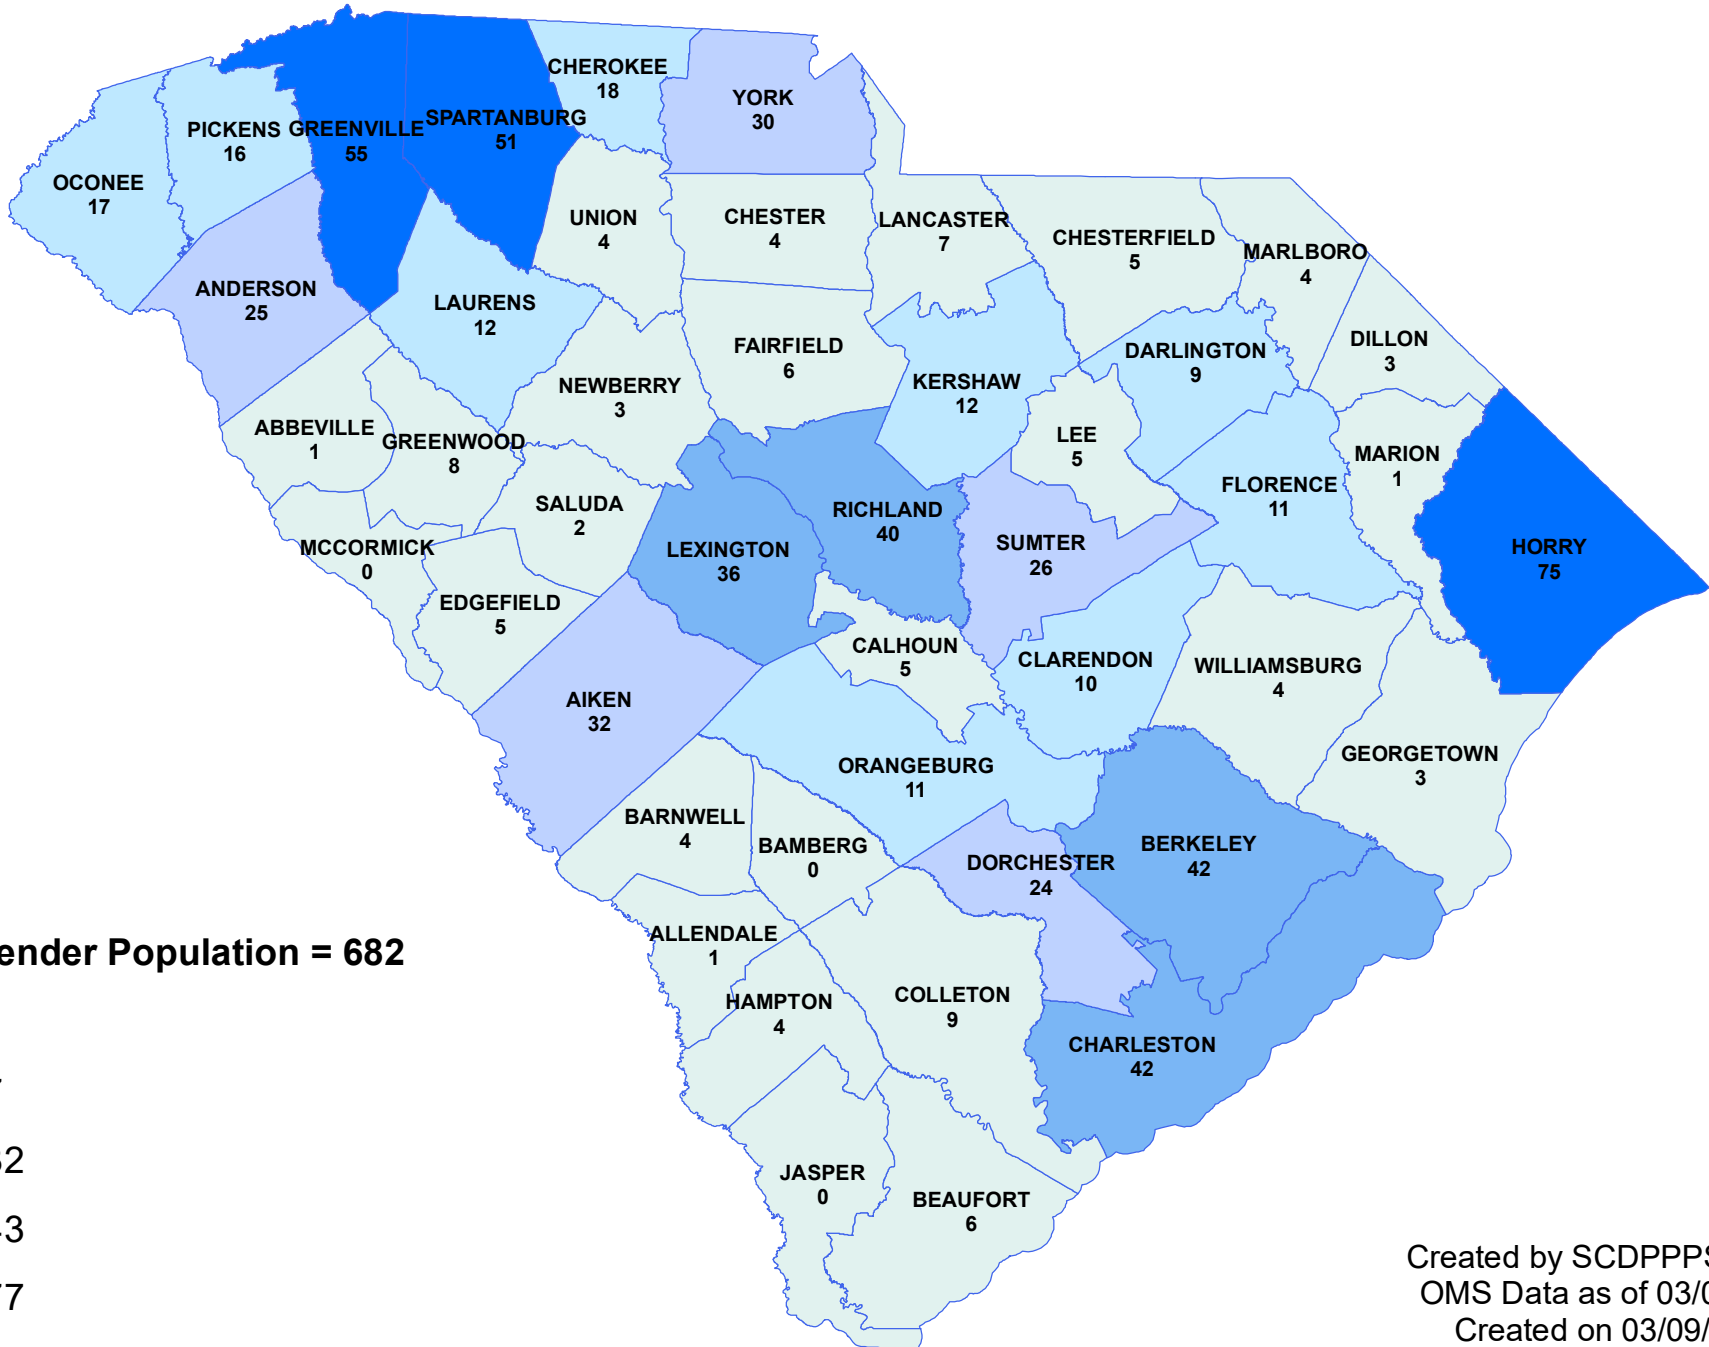 CHEROKEE
18
YORK
30
SPARTANBURG
51
PICKENS
16
GREENVILLE
55
OCONEE
17
UNION
4
CHESTER
4
LANCASTER
7
CHESTERFIELD
5
MARLBORO
4
ANDERSON
25
LAURENS
12
FAIRFIELD
6
DARLINGTON
9
DILLON
3
NEWBERRY
3
KERSHAW
12
ABBEVILLE
1
GREENWOOD
8
LEE
5
MARION
1
FLORENCE
11
SALUDA
2
RICHLAND
40
MCCORMICK
0
LEXINGTON
36
SUMTER
26
HORRY
75
EDGEFIELD
5
CALHOUN
5
CLARENDON
10
WILLIAMSBURG
4
AIKEN
32
GEORGETOWN
3
ORANGEBURG
11
BARNWELL
4
BAMBERG
0
DORCHESTER
24
BERKELEY
42
ALLENDALE
1
ender Population = 682
HAMPTON
4
COLLETON
9
CHARLESTON
42
JASPER
0
BEAUFORT
6
32
43
77
Created by SCDPPPS
OMS Data as of 03/0
Created on 03/09/